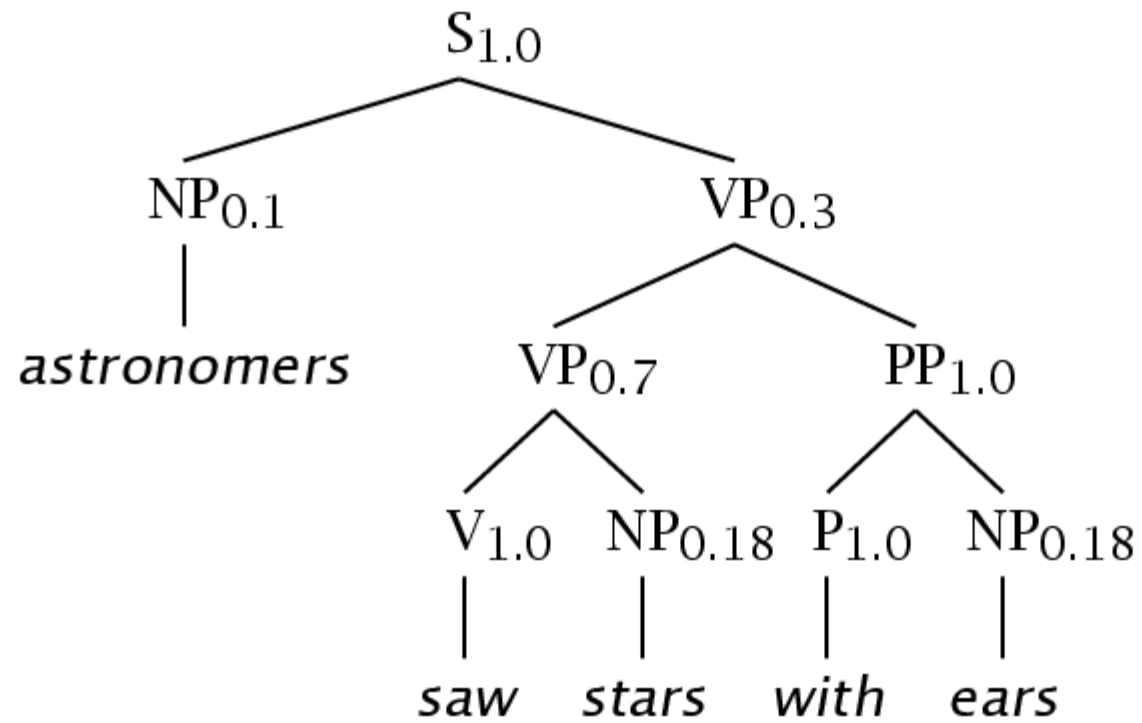 S1.0
NP0.1 VP0.3
astronomers VP0.7 PP1.0
V1.0 NP0.18 P1.0 NP0.18
saw stars with ears